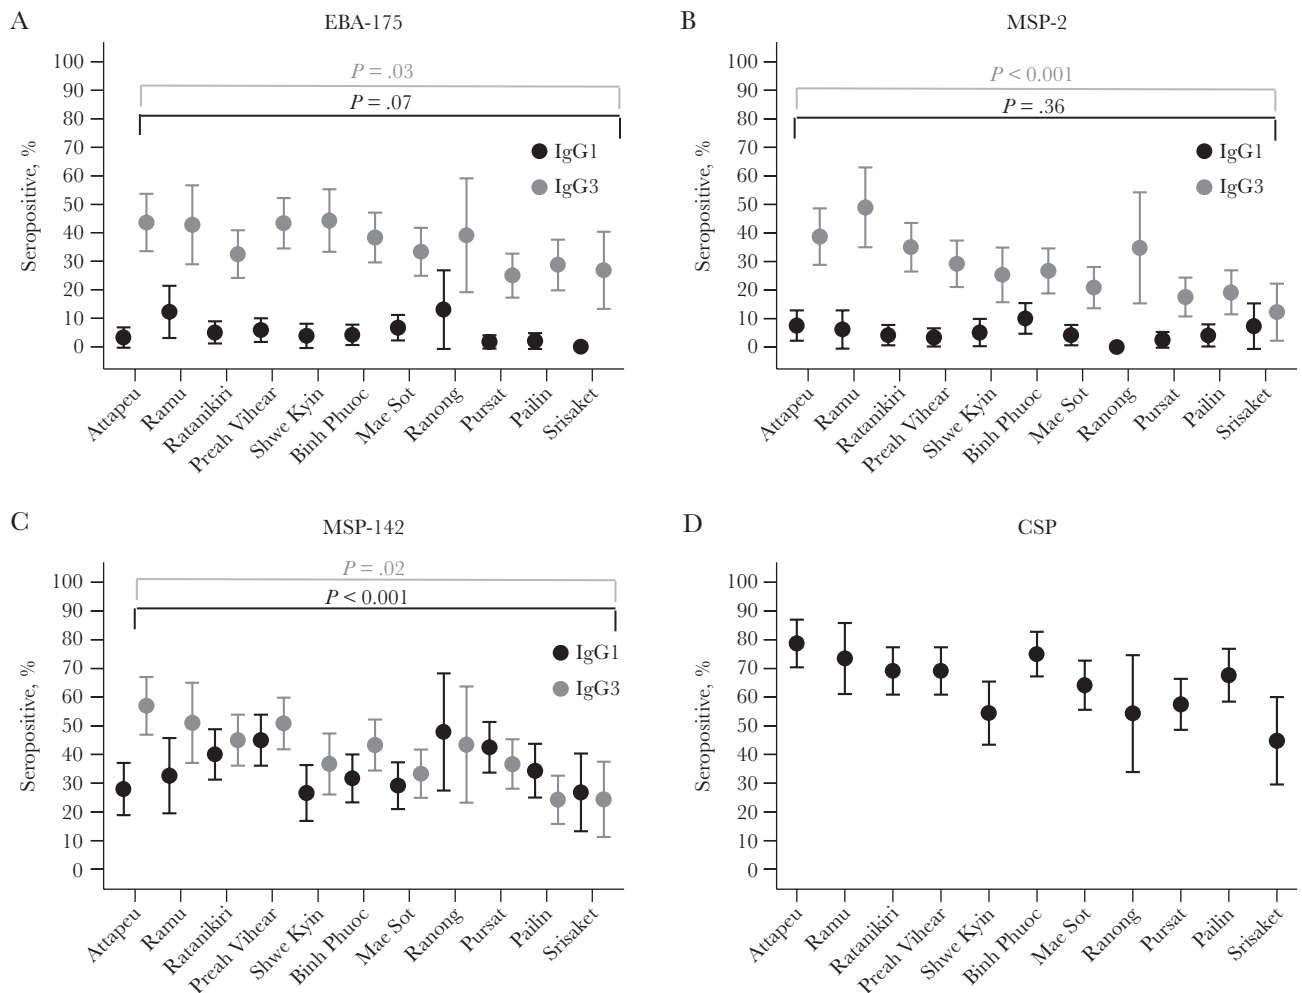 A
EBA-175
100
90
80
70
60
50
40
30
20
10
0
Seropositive, %
P = .03
P = .07
IgG1
IgG3
Attapeu
Ramu
Ratanikiri
Preah Vihear
Shwe Kyin
Binh Phuoc
Mae Sot
Ranong
Pursat
Pailin
Srisaket
B
MSP-2
100
90
80
70
60
50
40
30
20
10
0
Seropositive, %
P < 0.001
P = .36
IgG1
IgG3
Attapeu
Ramu
Ratanikiri
Preah Vihear
Shwe Kyin
Binh Phuoc
Mae Sot
Ranong
Pursat
Pailin
Srisaket
C
MSP-142
100
90
80
70
60
50
40
30
20
10
0
Seropositive, %
P = .02
P < 0.001
IgG1
IgG3
Attapeu
Ramu
Ratanikiri
Preah Vihear
Shwe Kyin
Binh Phuoc
Mae Sot
Ranong
Pursat
Pailin
Srisaket
D
CSP
100
90
80
70
60
50
40
30
20
10
0
Seropositive, %
Attapeu
Ramu
Ratanikiri
Preah Vihear
Shwe Kyin
Binh Phuoc
Mae Sot
Ranong
Pursat
Pailin
Srisaket